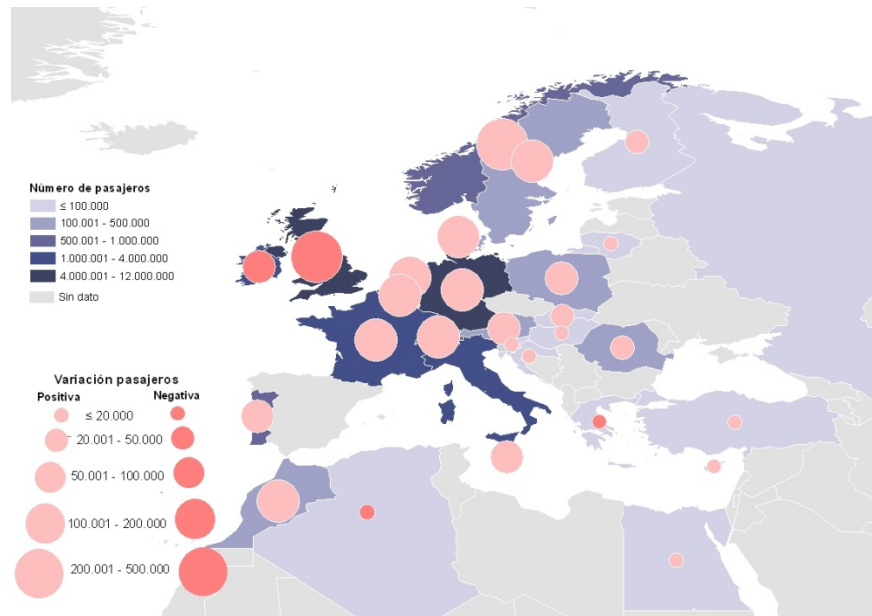 Número de pasajeros
≤ 100.000
100.001 - 500.000
500.001 - 1.000.000
1.000.001 - 4.000.000
4.000.001 - 12.000.000
Sin dato
Variación pasajeros
Positiva Negativa
≤ 20.000
20.001 - 50.000
50.001 - 100.000
100.001 - 200.000
200.001 - 500.000